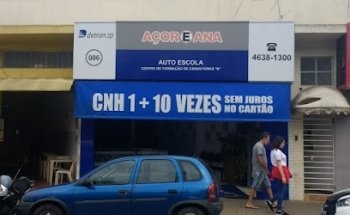 detran.sp
006
AÇOREANA
AUTO ESCOLA
CENTRO DE FORMAÇÃO DE CONDUTORES "B"
4638-1300
CNH 1 + 10 VEZES SEM JUROS
NO CARTÃO